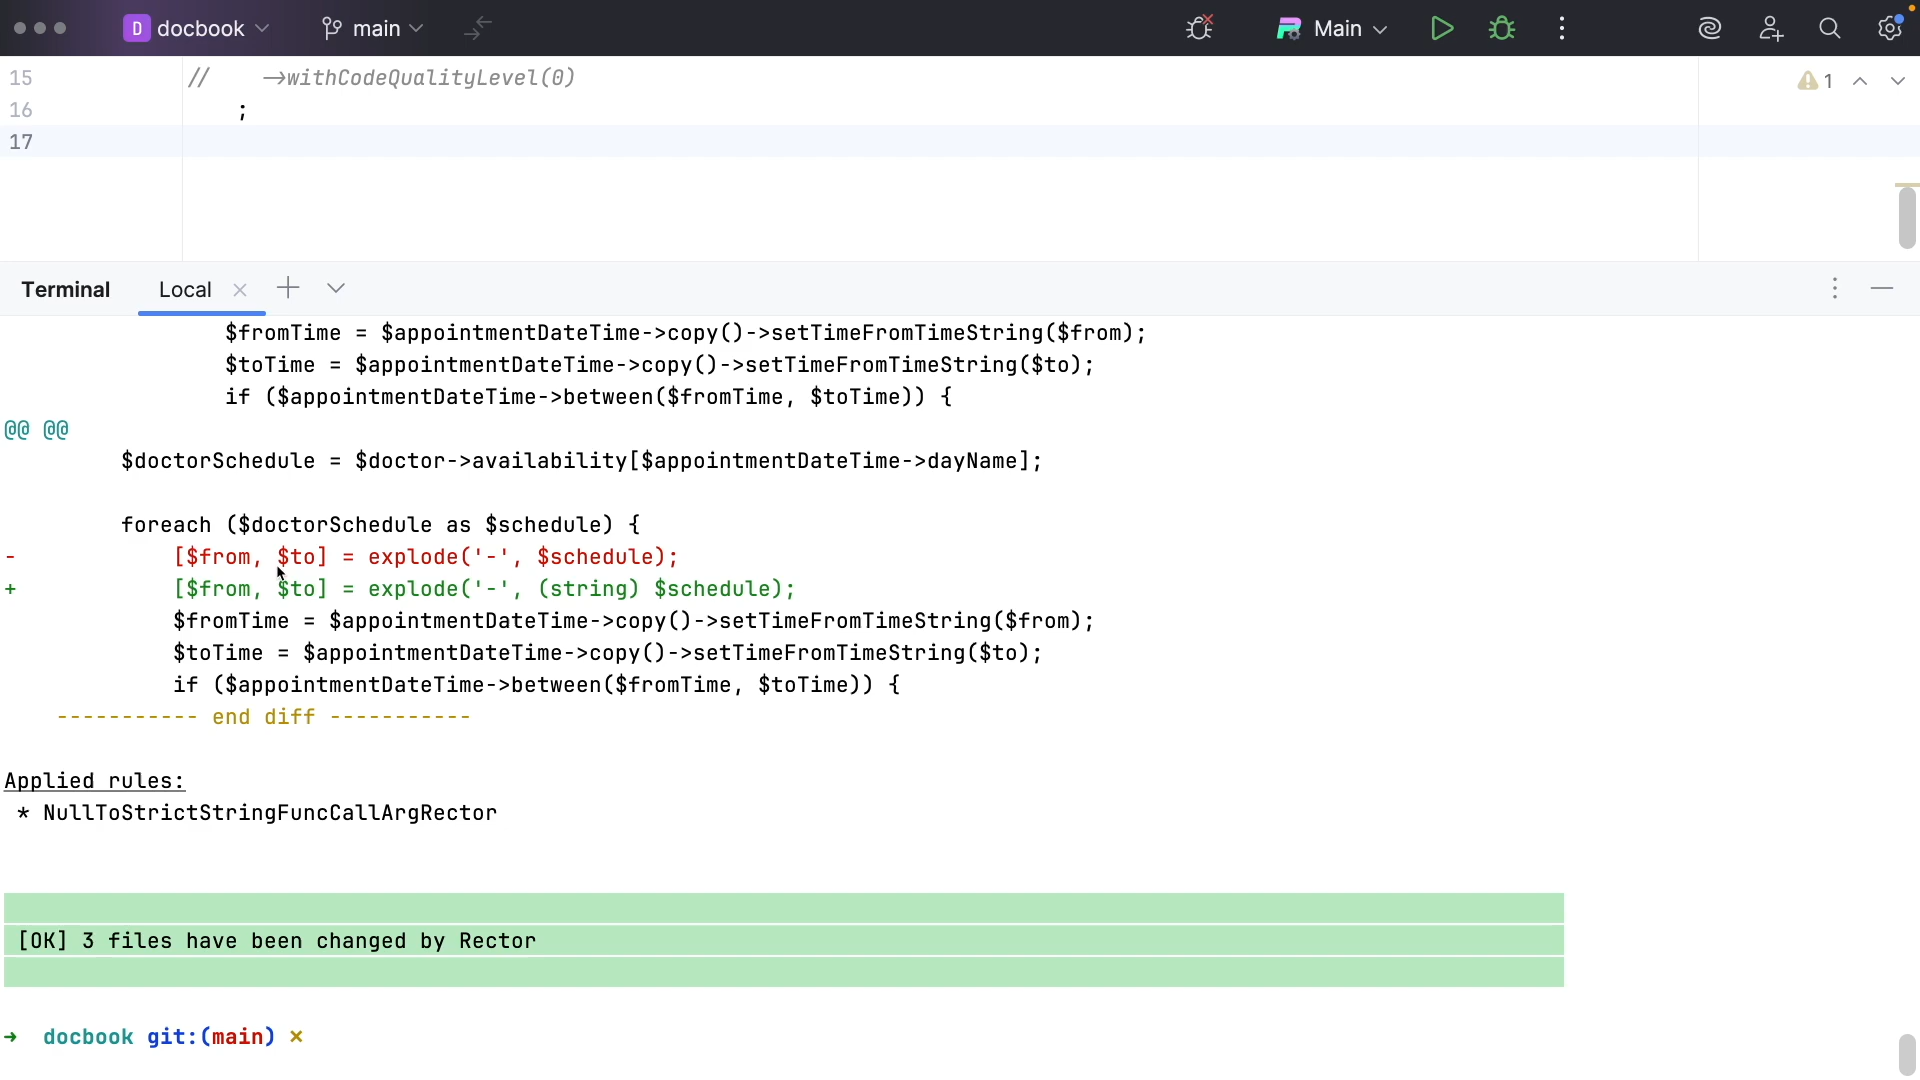 D docbook main Main
15 // ->withCodeQualityLevel(0) 1
16 ;
17
Terminal Local
$fromTime = $appointmentDateTime->copy()->setTimeFromTimeString($from);
$toTime = $appointmentDateTime->copy()->setTimeFromTimeString($to);
if ($appointmentDateTime->between($fromTime, $toTime)) {
@@ @@
$doctorSchedule = $doctor->availability[$appointmentDateTime->dayName];
foreach ($doctorSchedule as $schedule) {
- [$from, $to] = explode('-', $schedule);
+ [$from, $to] = explode('-', (string) $schedule);
$fromTime = $appointmentDateTime->copy()->setTimeFromTimeString($from);
$toTime = $appointmentDateTime->copy()->setTimeFromTimeString($to);
if ($appointmentDateTime->between($fromTime, $toTime)) {
----------- end diff -----------
Applied rules:
* NullToStrictStringFuncCallArgRector
[OK] 3 files have been changed by Rector
➜ docbook git:(main) ×